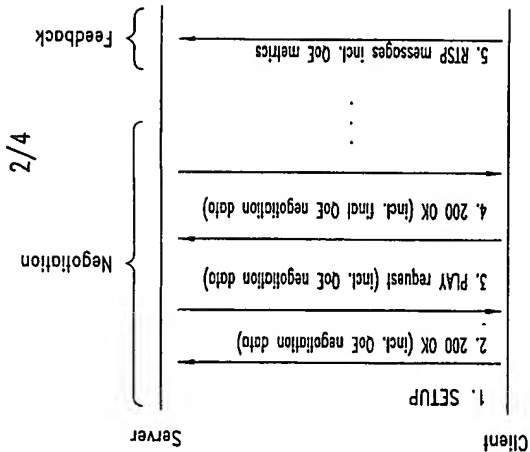 2/4
Client
Server
1. SETUP
2. 200 OK (incl. QoE negotiation data)
3. PLAY request (incl. QoE negotiation data)
4. 200 OK (incl. final QoE negotiation data)
Negotiation
. . .
5. RTSP messages incl. QoE metrics
Feedback